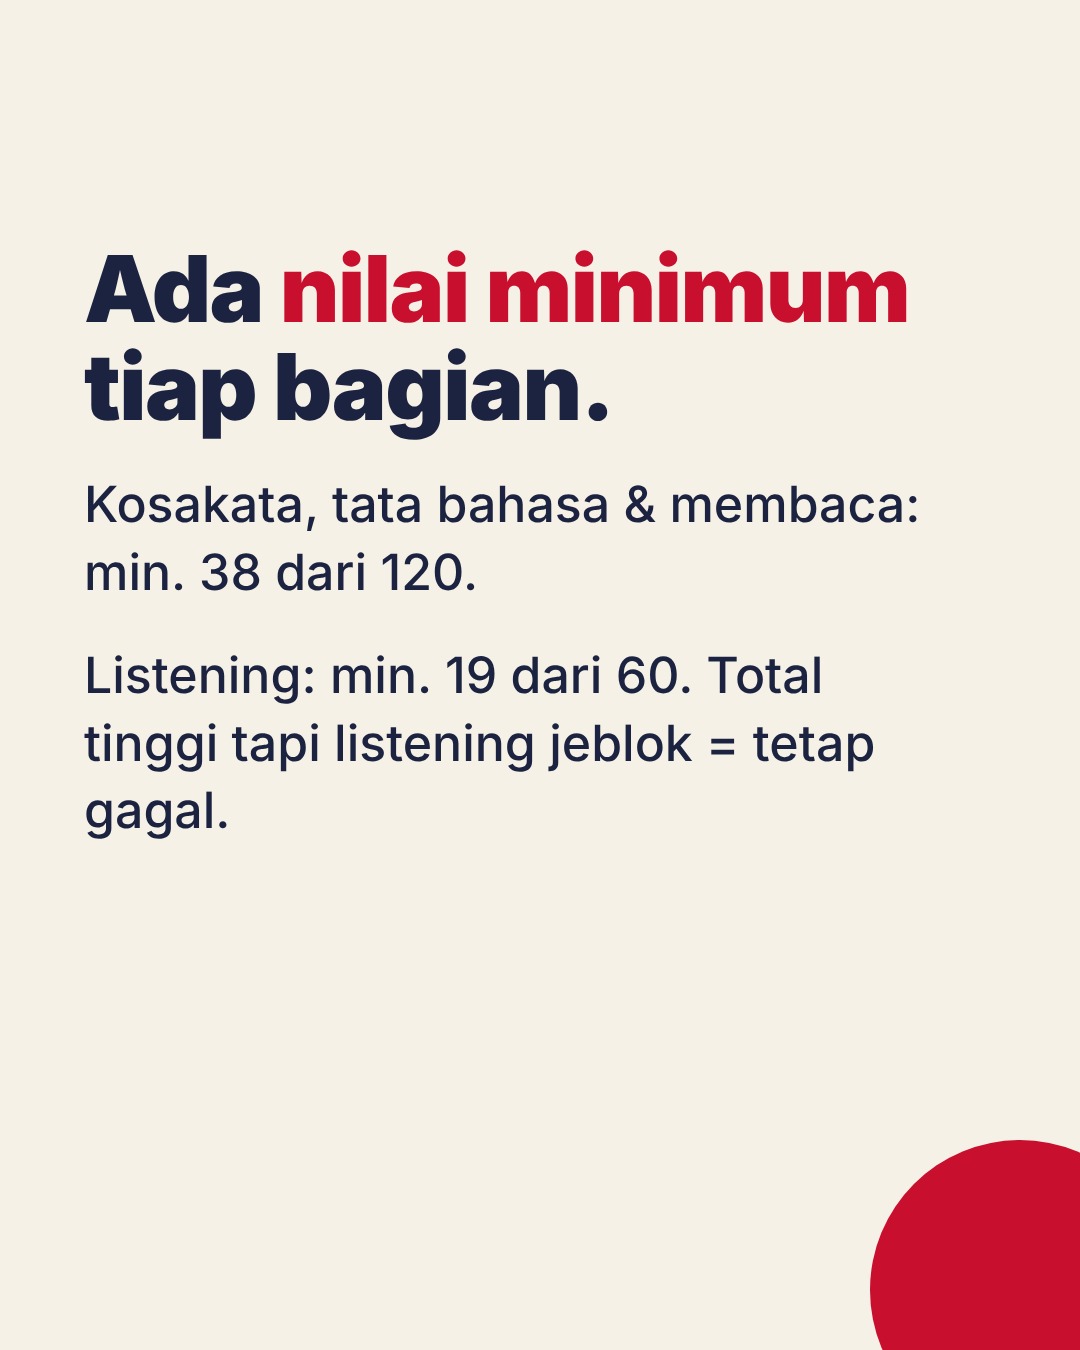 Ada nilai minimum
tiap bagian.
Kosakata, tata bahasa & membaca:
min. 38 dari 120.
Listening: min. 19 dari 60. Total
tinggi tapi listening jeblok = tetap
gagal.